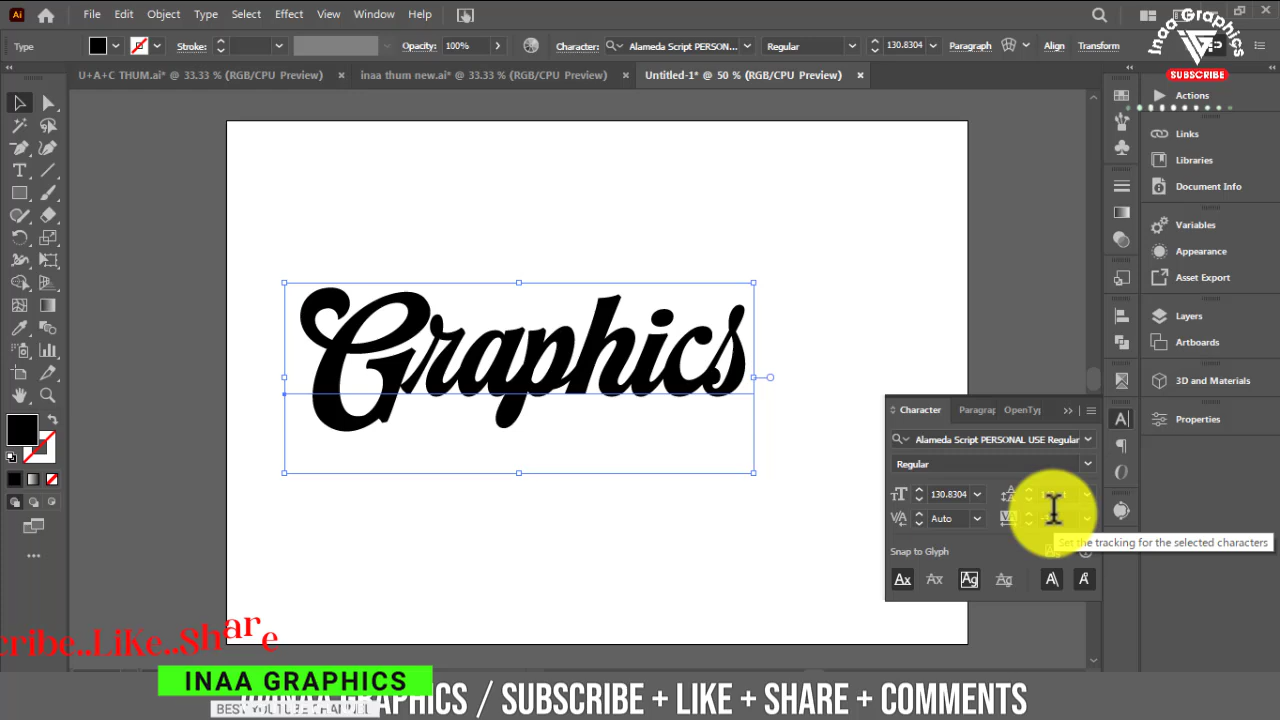 Ai File Edit Object Type Select Effect View Window Help
Type Stroke: Opacity: 100% Character: Alameda Script PERSON... Regular 130.8304 Paragraph Align Transform
Inaa Graphics
SUBSCRIBE
U+A+C THUM.ai* @ 33.33 % (RGB/CPU Preview) × inaa thum new.ai* @ 33.33 % (RGB/CPU Preview) × Untitled-1* @ 50 % (RGB/CPU Preview) ×
Actions
Links
Libraries
Document Info
Variables
Appearance
Asset Export
Layers
Artboards
3D and Materials
Properties
Graphics
Character Paragrap OpenTyp
Alameda Script PERSONAL USE Regular
Regular
130.8304
Auto
Set the tracking for the selected characters
Snap to Glyph
cribe..LiKe..Share
INAA GRAPHICS
BEST YOUTUBE CHANNEL
GRAPHICS / SUBSCRIBE + LIKE + SHARE + COMMENTS